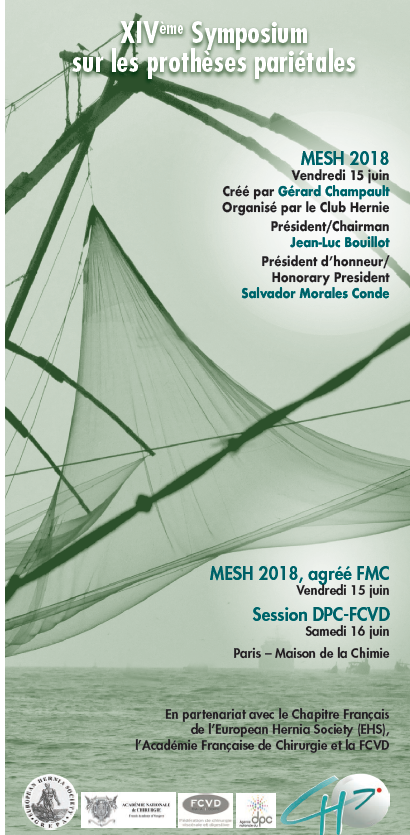 XIVème Symposium
sur les prothèses pariétales
MESH 2018
Vendredi 15 juin
Créé par Gérard Champault
Organisé par le Club Hernie
Président/Chairman
Jean-Luc Bouillot
Président d’honneur/
Honorary President
Salvador Morales Conde
MESH 2018, agréé FMC
Vendredi 15 juin
Session DPC-FCVD
Samedi 16 juin
Paris – Maison de la Chimie
En partenariat avec le Chapitre Français
de l’European Hernia Society (EHS),
l’Académie Française de Chirurgie et la FCVD
EUROPEAN HERNIA SOCIETY
GREPA
ACADÉMIE NATIONALE
de CHIRURGIE
FCVD
dpc
CH